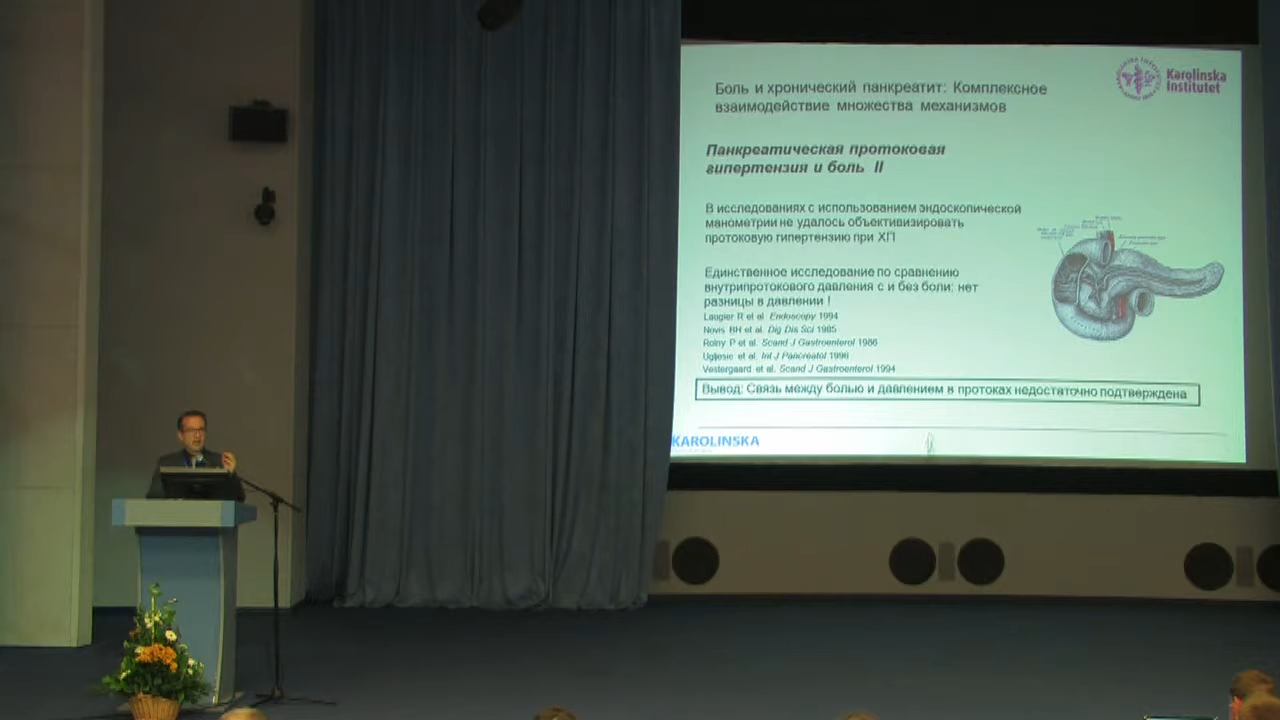 Karolinska
Institutet
Боль и хронический панкреатит: Комплексное
взаимодействие множества механизмов
Панкреатическая протоковая
гипертензия и боль II
В исследованиях с использованием эндоскопической
манометрии не удалось объективизировать
протоковую гипертензию при ХП
Единственное исследование по сравнению
внутрипротокового давления с и без боли: нет
разницы в давлении !
Laugier R et al. Endoscopy 1994
Novis BH et al. Dig Dis Sci 1985
Rolny P et al. Scand J Gastroenterol 1986
Ugljesic et al. Int J Pancreatol 1996
Vestergaard et al. Scand J Gastroenterol 1994
Вывод: Связь между болью и давлением в протоках недостаточно подтверждена
KAROLINSKA